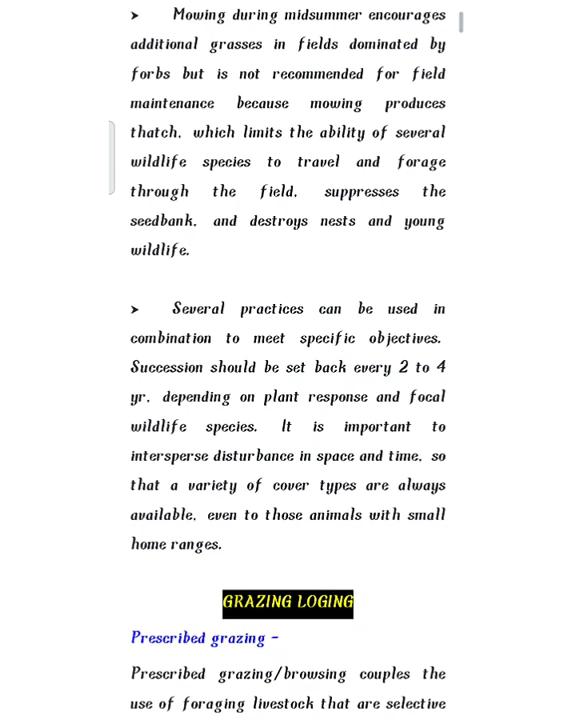 ➤ Mowing during midsummer encourages
additional grasses in fields dominated by
forbs but is not recommended for field
maintenance because mowing produces
thatch, which limits the ability of several
wildlife species to travel and forage
through the field, suppresses the
seedbank, and destroys nests and young
wildlife.
➤ Several practices can be used in
combination to meet specific objectives.
Succession should be set back every 2 to 4
yr, depending on plant response and focal
wildlife species. It is important to
intersperse disturbance in space and time, so
that a variety of cover types are always
available, even to those animals with small
home ranges.
GRAZING LOGING
Prescribed grazing -
Prescribed grazing/browsing couples the
use of foraging livestock that are selective